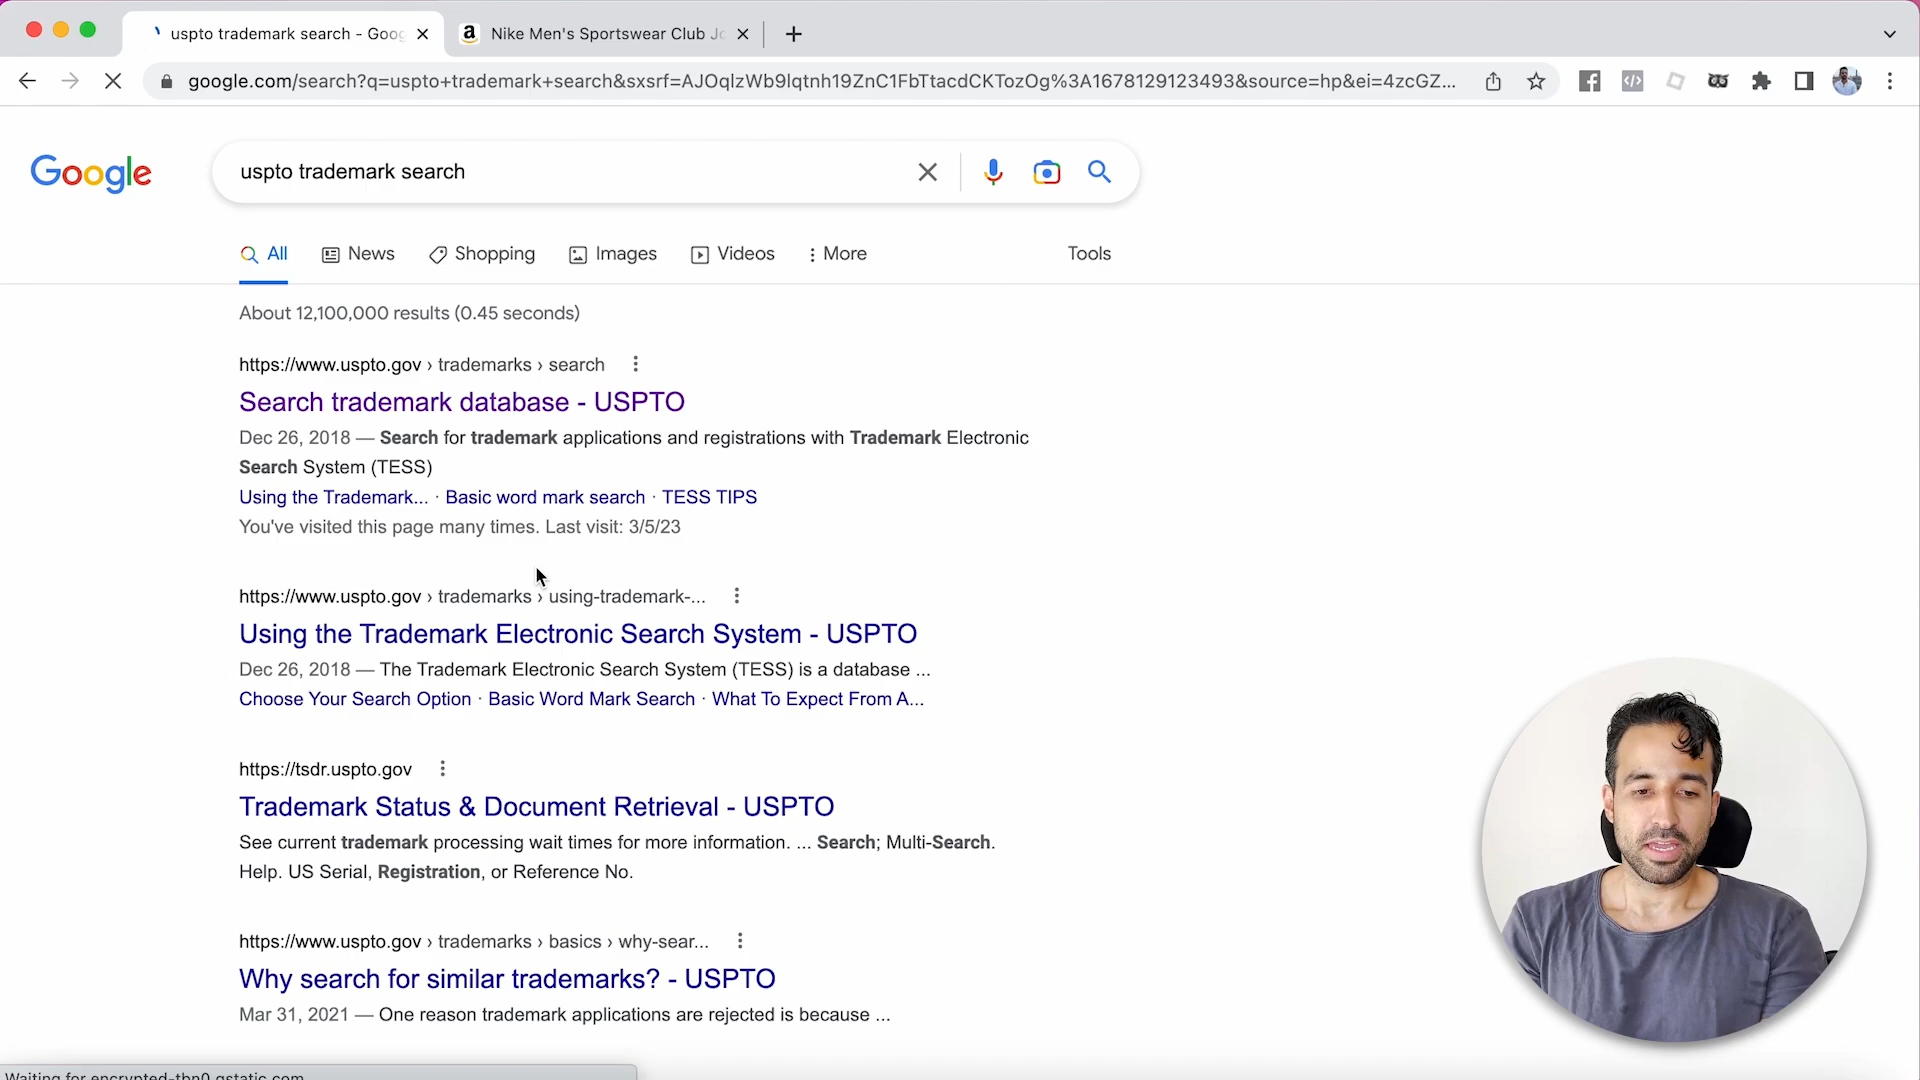 uspto trademark search - Goog
Nike Men's Sportswear Club Jo
google.com/search?q=uspto+trademark+search&sxsrf=AJOqlzWb9lqtnh19ZnC1FbTtacdCKTozOg%3A1678129123493&source=hp&ei=4zcGZ...
Google
uspto trademark search
All
News
Shopping
Images
Videos
More
Tools
About 12,100,000 results (0.45 seconds)
https://www.uspto.gov › trademarks › search
Search trademark database - USPTO
Dec 26, 2018 — Search for trademark applications and registrations with Trademark Electronic
Search System (TESS)
Using the Trademark... · Basic word mark search · TESS TIPS
You've visited this page many times. Last visit: 3/5/23
https://www.uspto.gov › trademarks › using-trademark-...
Using the Trademark Electronic Search System - USPTO
Dec 26, 2018 — The Trademark Electronic Search System (TESS) is a database ...
Choose Your Search Option · Basic Word Mark Search · What To Expect From A...
https://tsdr.uspto.gov
Trademark Status & Document Retrieval - USPTO
See current trademark processing wait times for more information. ... Search; Multi-Search.
Help. US Serial, Registration, or Reference No.
https://www.uspto.gov › trademarks › basics › why-sear...
Why search for similar trademarks? - USPTO
Mar 31, 2021 — One reason trademark applications are rejected is because ...
Waiting for encrypted-tbn0.gstatic.com